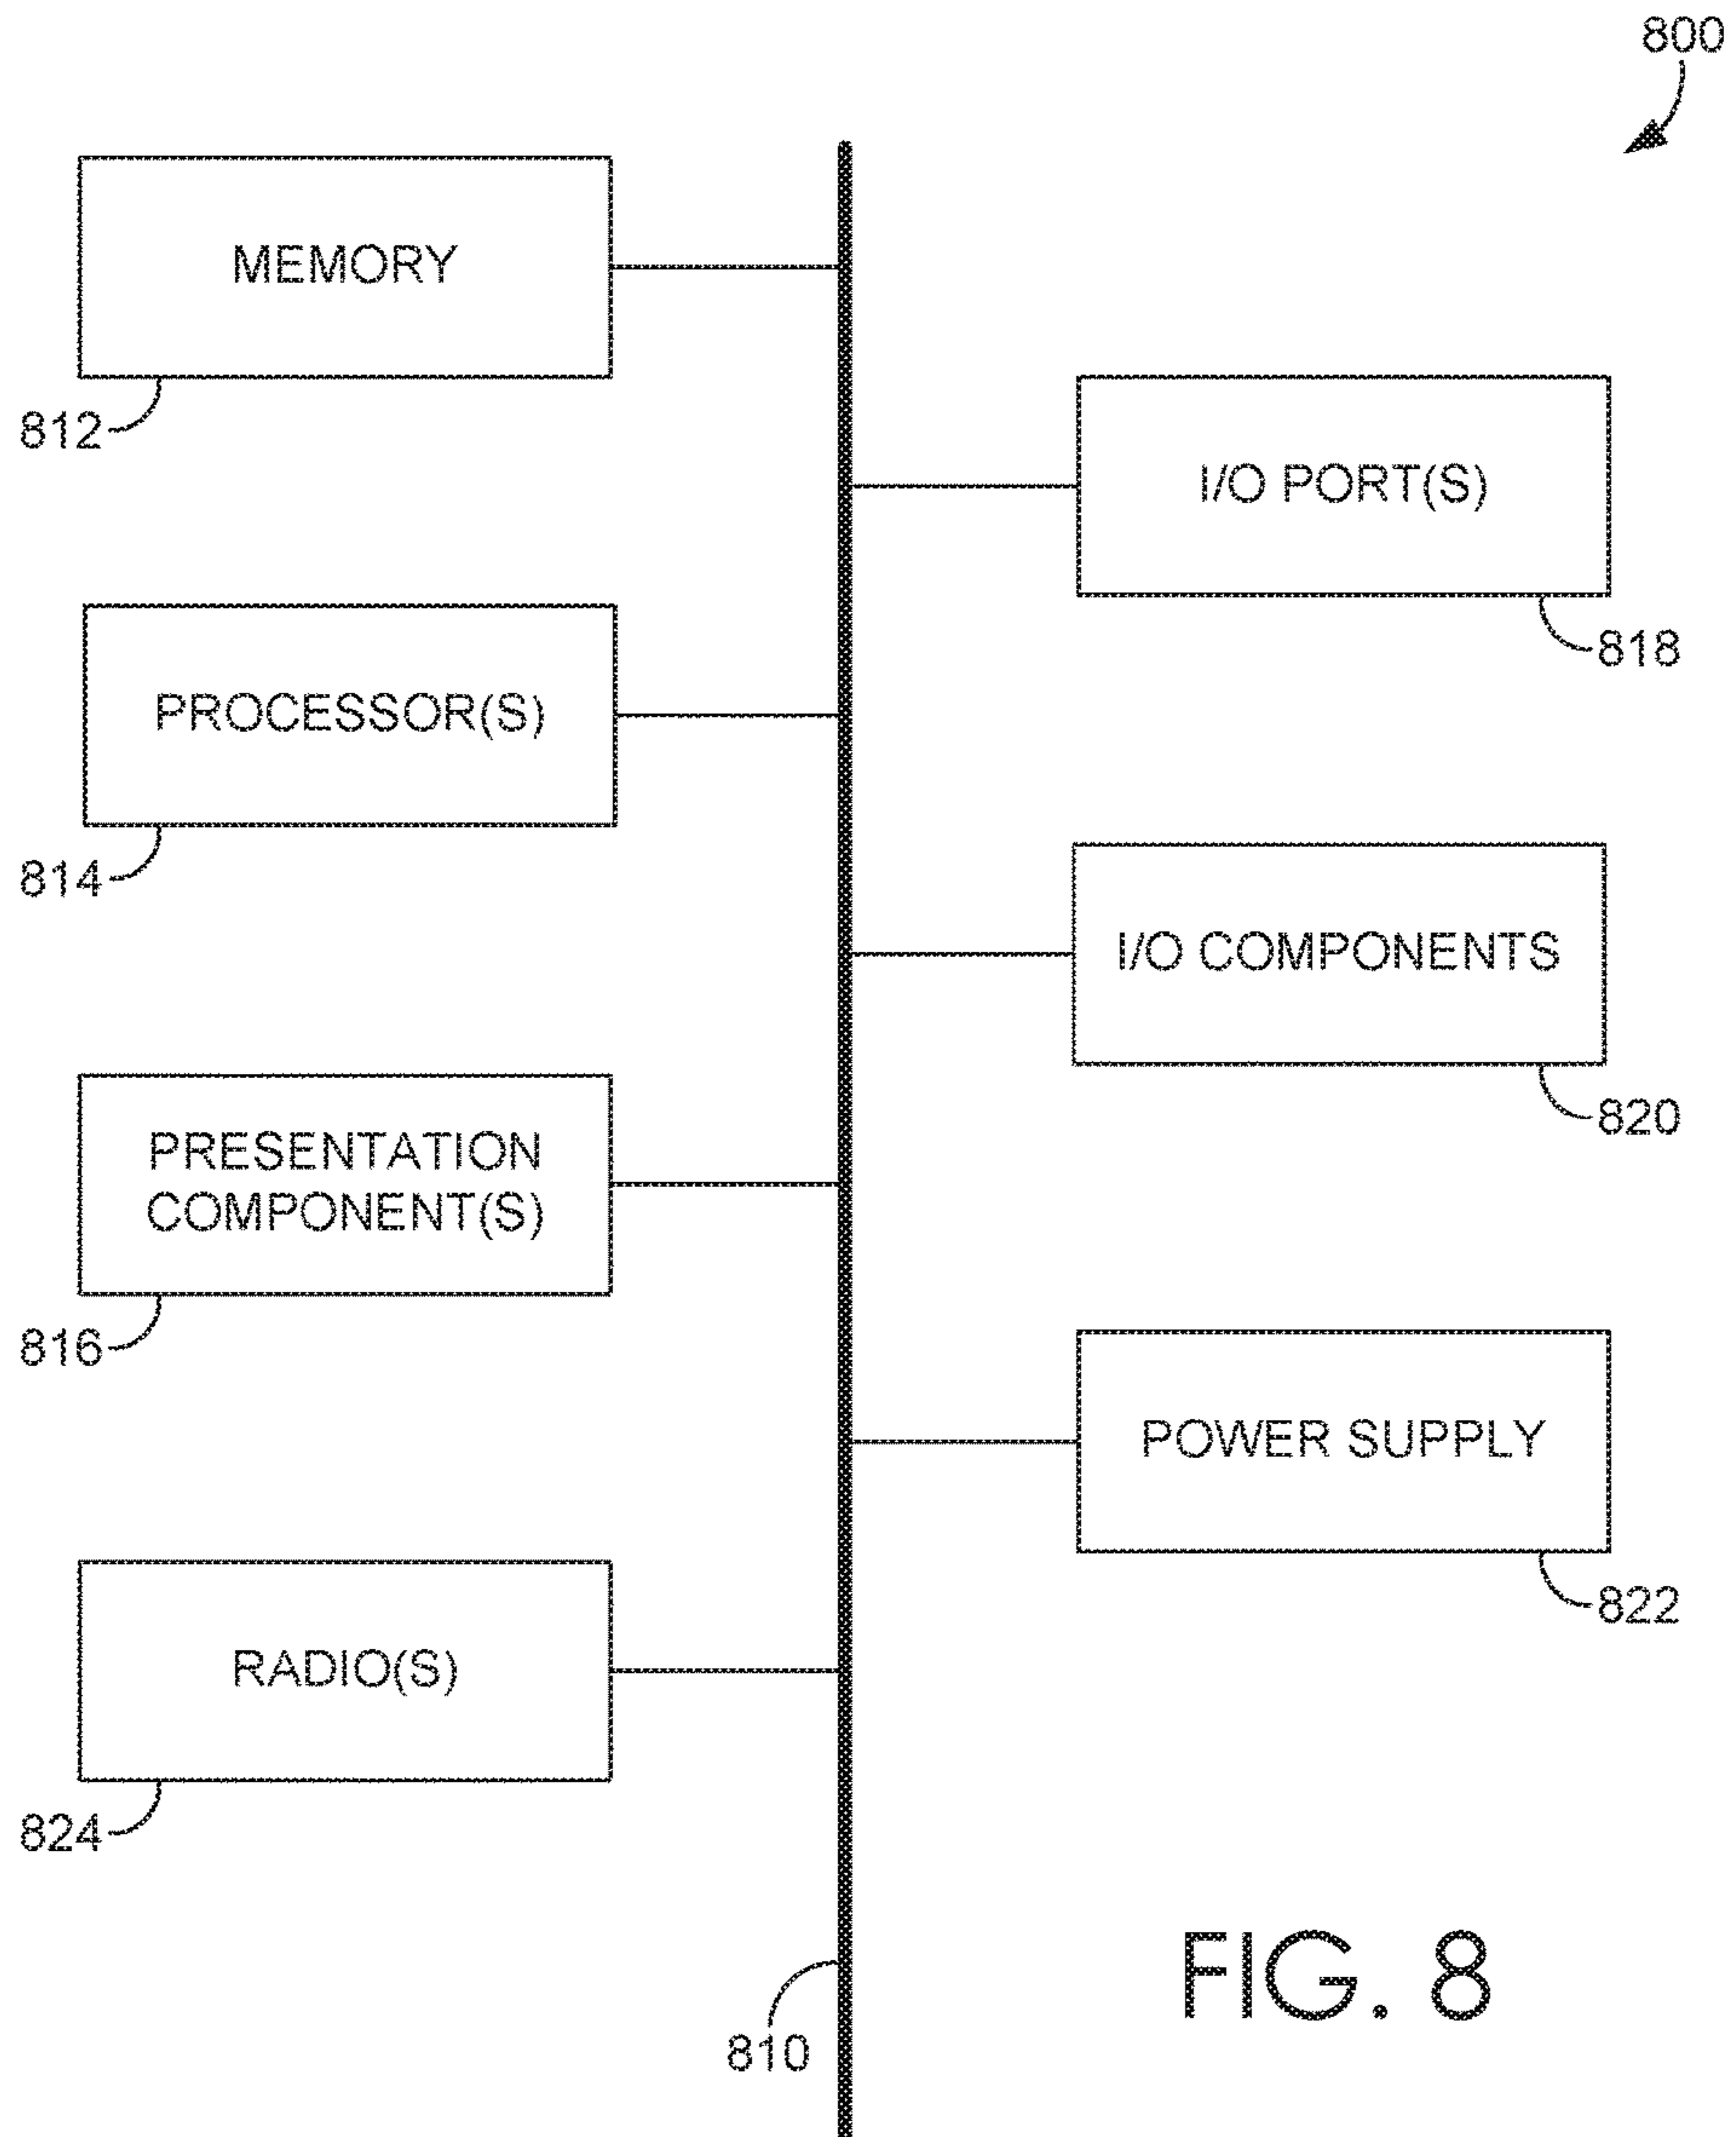 800
MEMORY
812
I/O PORT(S)
818
PROCESSOR(S)
814
I/O COMPONENTS
820
PRESENTATION
COMPONENT(S)
816
POWER SUPPLY
822
RADIO(S)
824
810
FIG. 8